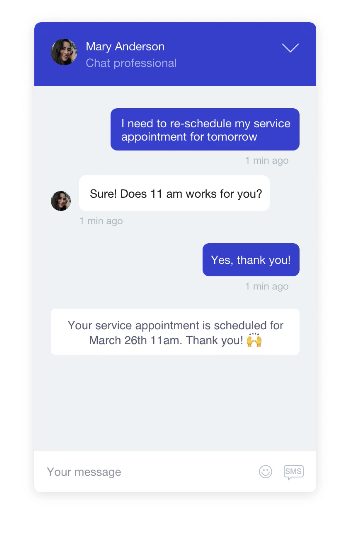 Mary Anderson
Chat professional
I need to re-schedule my service
appointment for tomorrow
1 min ago
Sure! Does 11 am works for you?
1 min ago
Yes, thank you!
1 min ago
Your service appointment is scheduled for
March 26th 11am. Thank you! 🙌
Your message
SMS